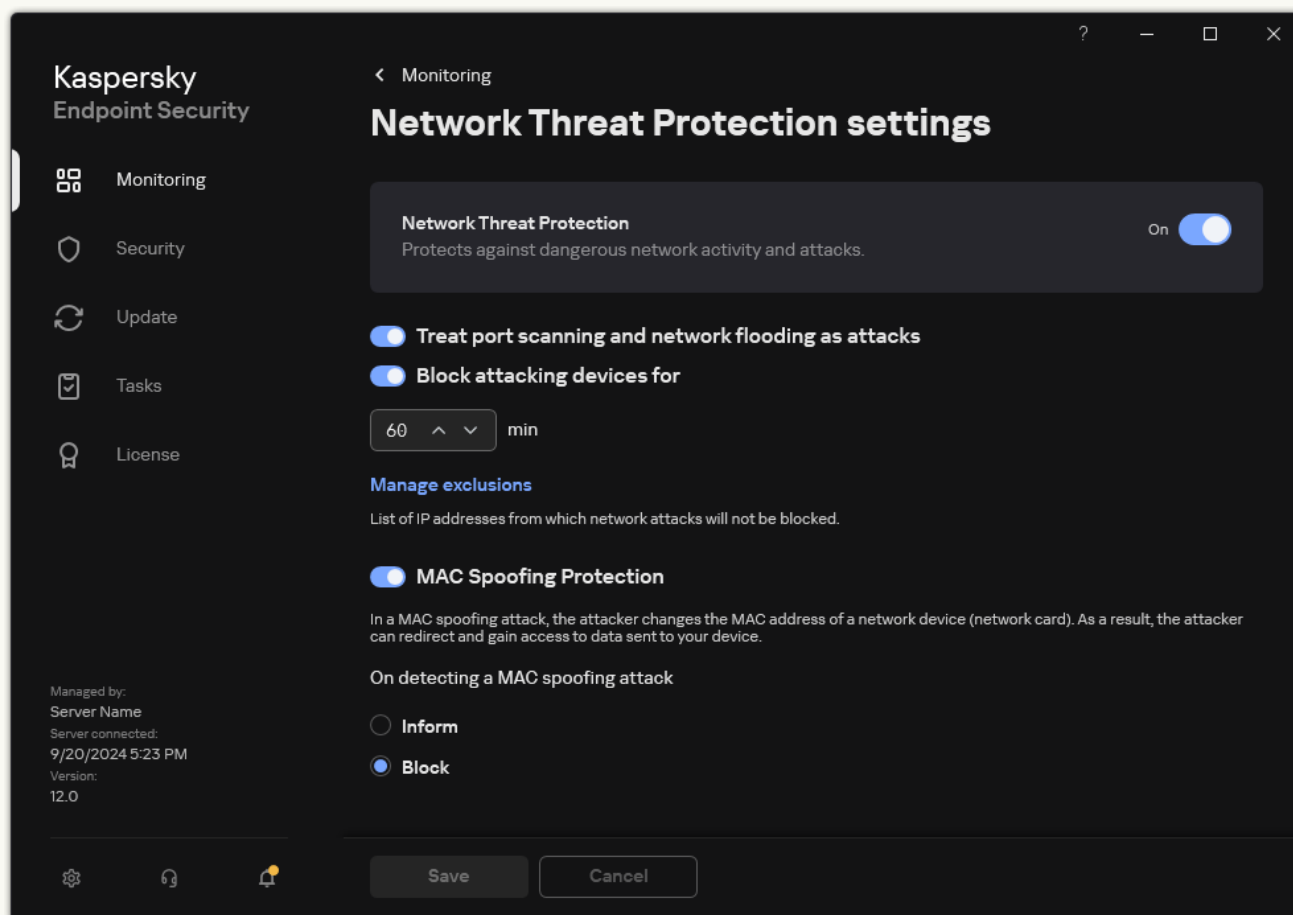 ?
Kaspersky
Endpoint Security
Monitoring
Security
Update
Tasks
License
Managed by:
Server Name
Server connected:
9/20/2024 5:23 PM
Version:
12.0
Monitoring
Network Threat Protection settings
Network Threat Protection
Protects against dangerous network activity and attacks.
On
Treat port scanning and network flooding as attacks
Block attacking devices for
60 min
Manage exclusions
List of IP addresses from which network attacks will not be blocked.
MAC Spoofing Protection
In a MAC spoofing attack, the attacker changes the MAC address of a network device (network card). As a result, the attacker
can redirect and gain access to data sent to your device.
On detecting a MAC spoofing attack
Inform
Block
Save
Cancel